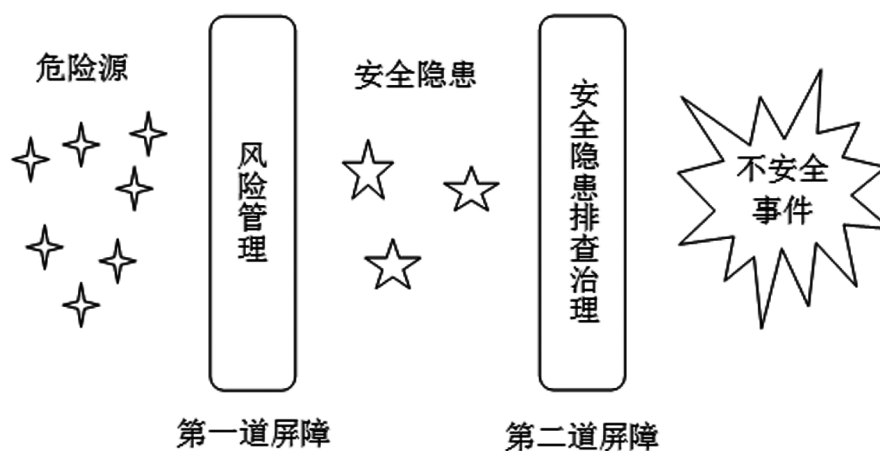 危险源
风险管理
第一道屏障
安全隐患
安全隐患排查治理
第二道屏障
不安全
事件